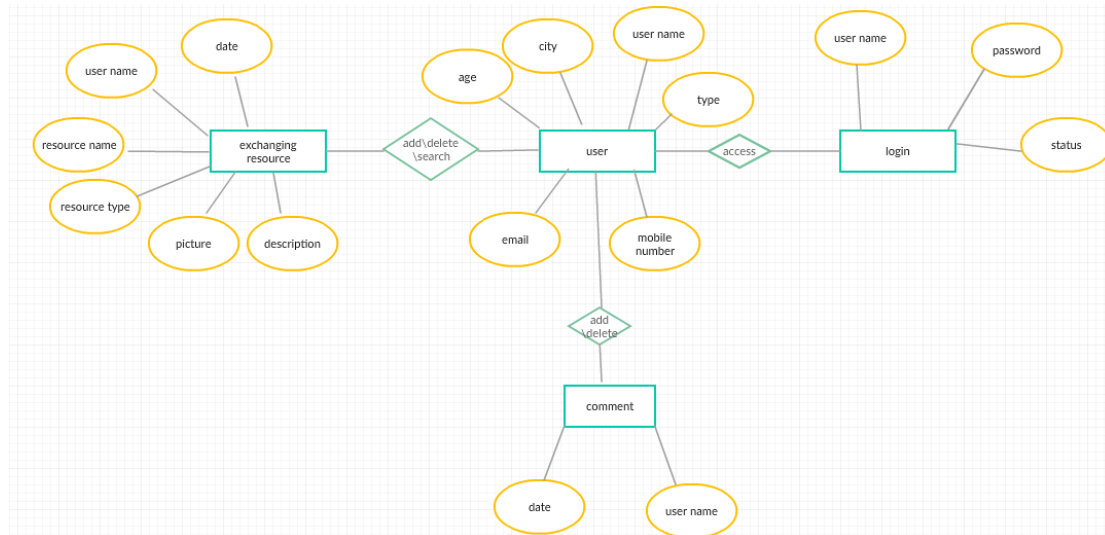 date
user name
resource name
resource type
picture
description
exchanging
resource
add\delete
\search
age
city
user name
type
user
email
mobile
number
access
user name
password
status
login
add
\delete
comment
date
user name